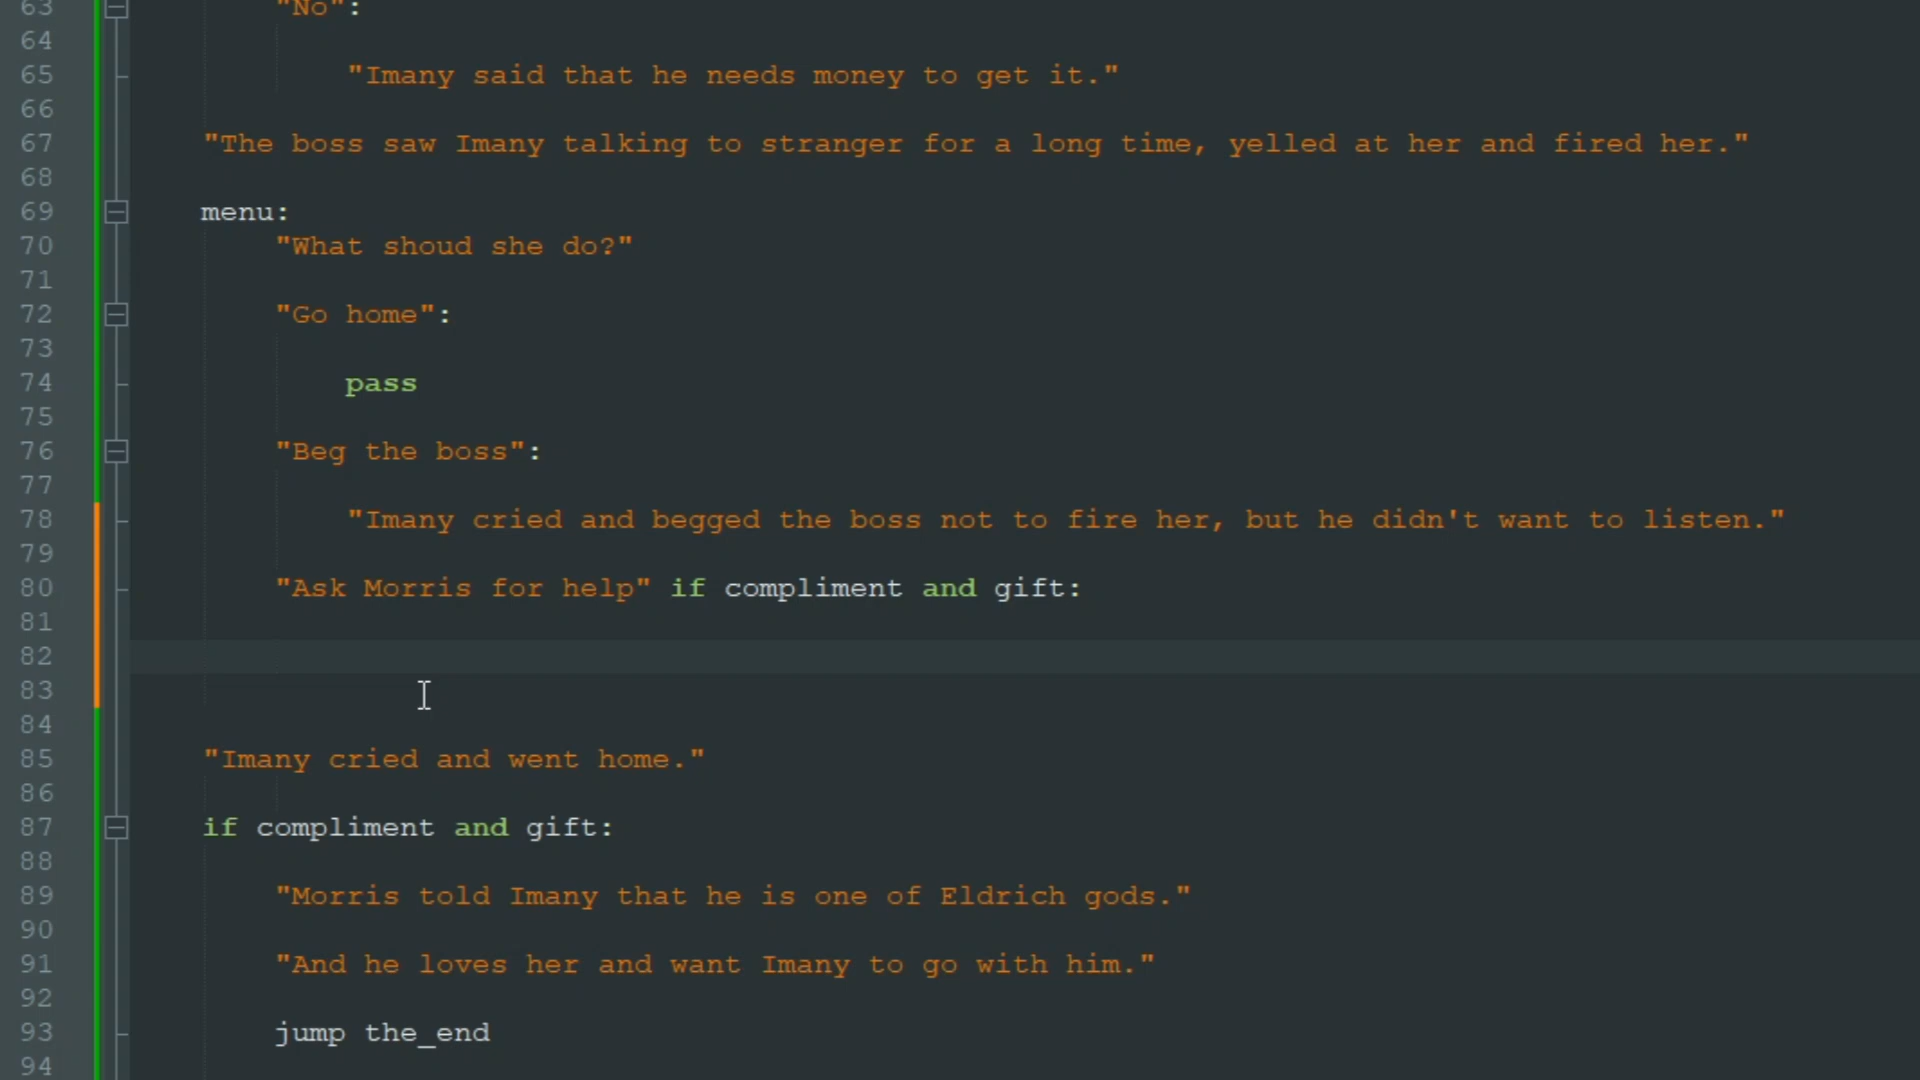 63 "No":
64
65 "Imany said that he needs money to get it."
66
67 "The boss saw Imany talking to stranger for a long time, yelled at her and fired her."
68
69 menu:
70 "What shoud she do?"
71
72 "Go home":
73
74 pass
75
76 "Beg the boss":
77
78 "Imany cried and begged the boss not to fire her, but he didn't want to listen."
79
80 "Ask Morris for help" if compliment and gift:
81
82
83
84
85 "Imany cried and went home."
86
87 if compliment and gift:
88
89 "Morris told Imany that he is one of Eldrich gods."
90
91 "And he loves her and want Imany to go with him."
92
93 jump the_end
94